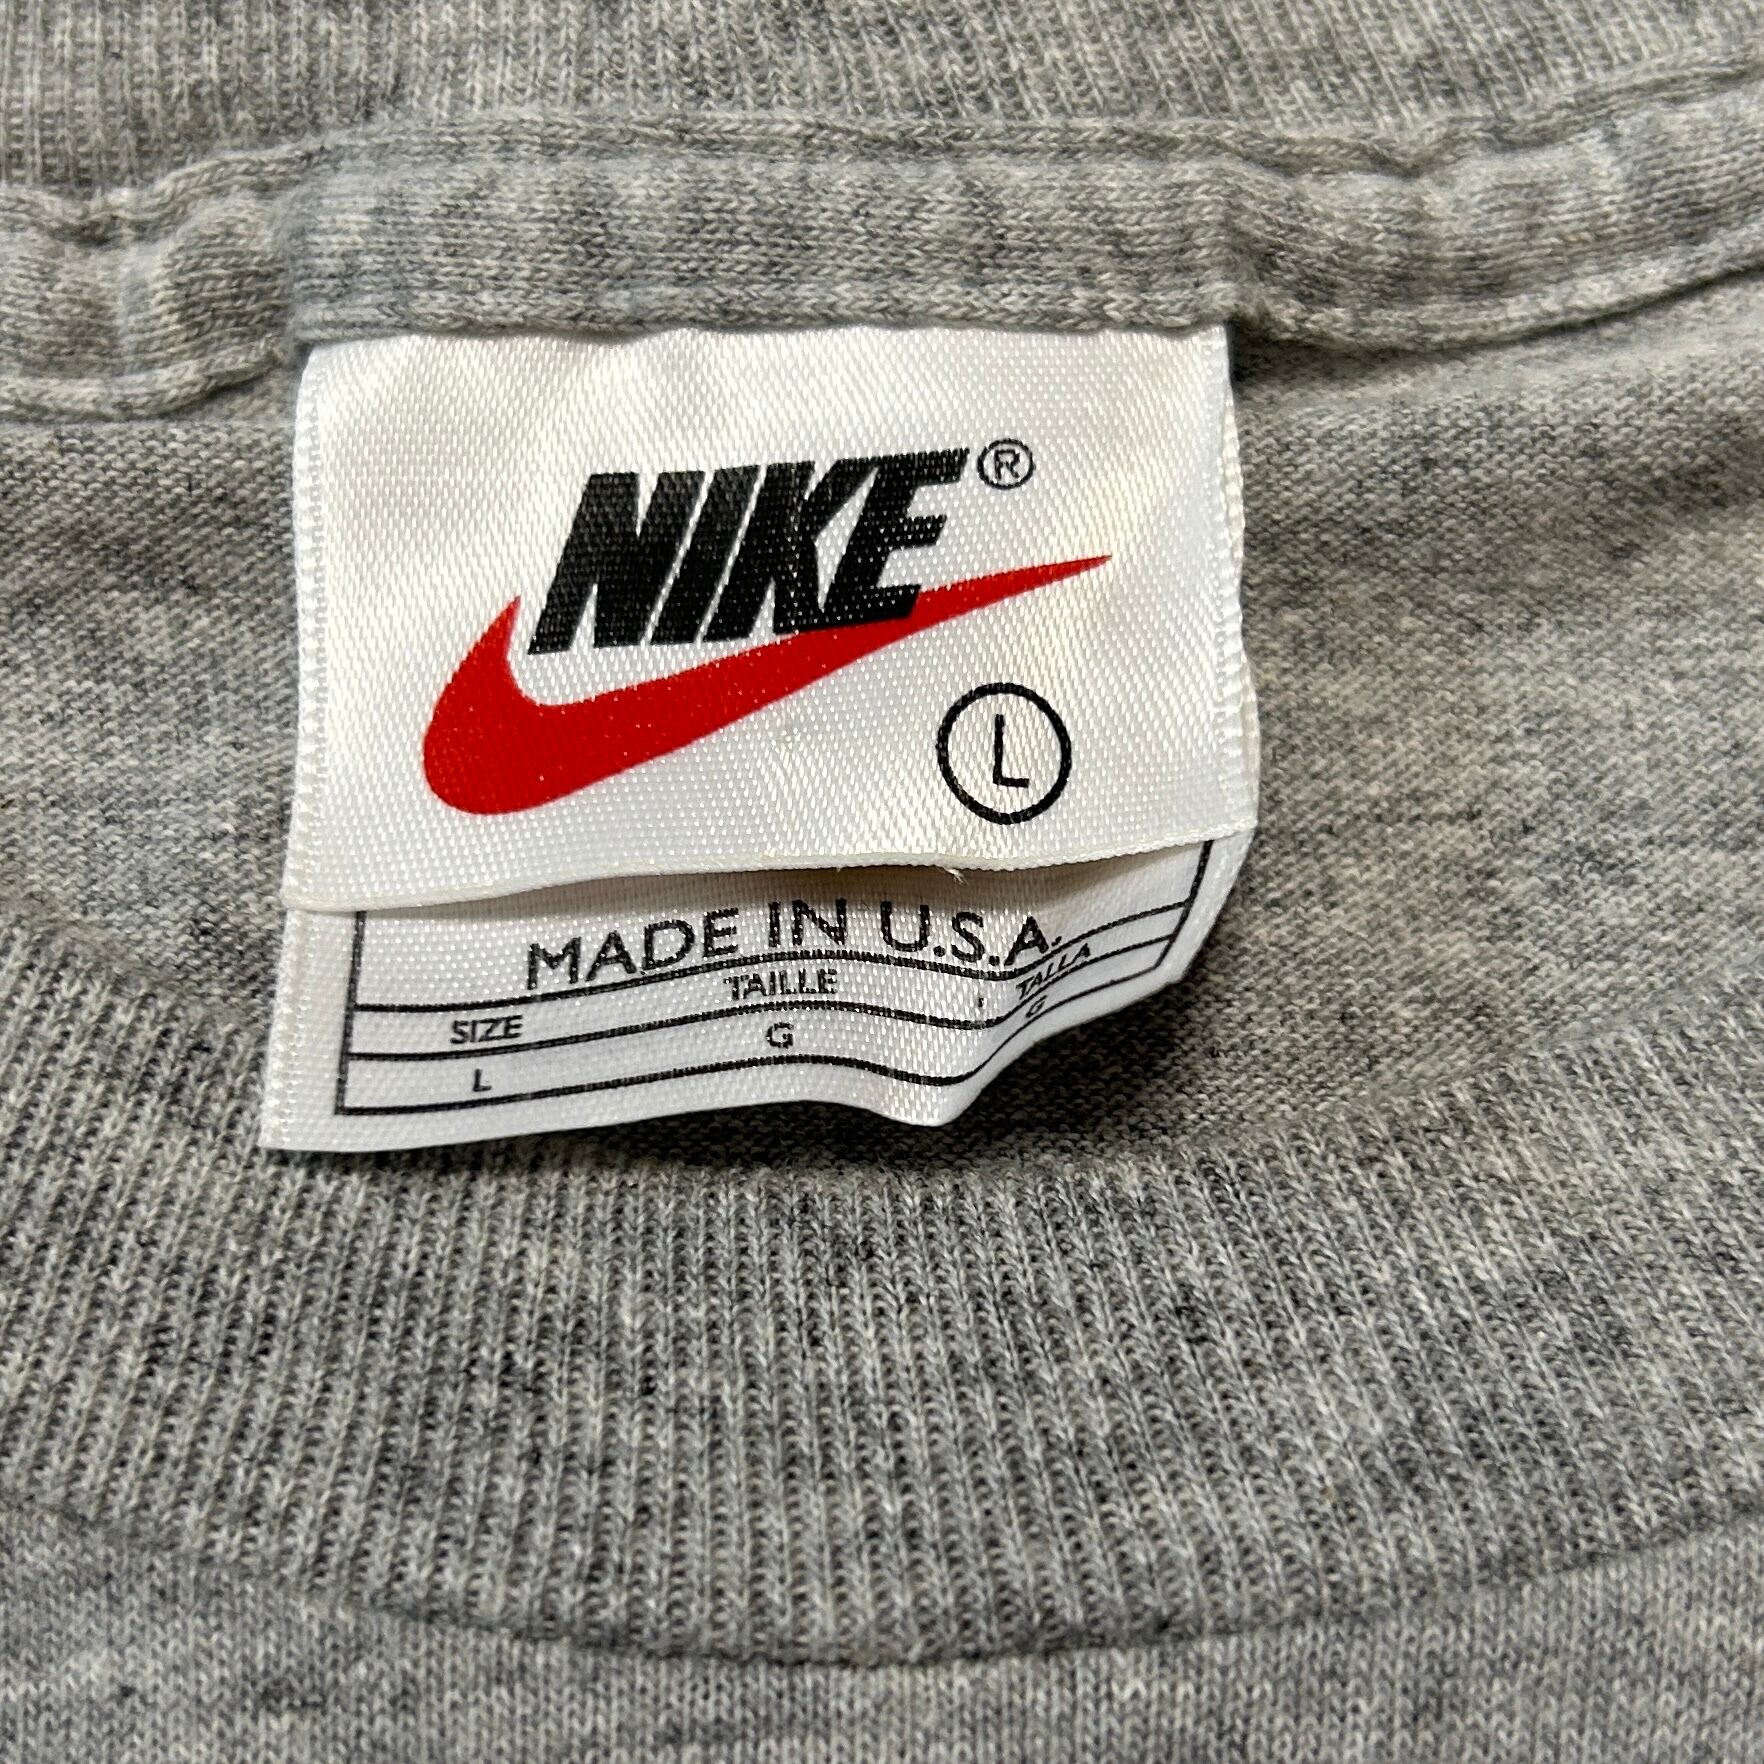 NIKE®
L
MADE IN U.S.A.
SIZE TAILLE TALLA
L G G